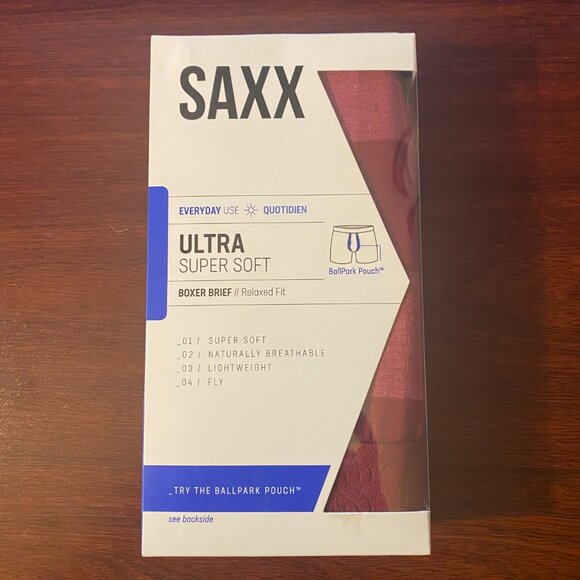 SAXX
EVERYDAY USE QUOTIDIEN
ULTRA
SUPER SOFT
BallPark Pouch™
BOXER BRIEF // Relaxed Fit
_01 / SUPER SOFT
_02 / NATURALLY BREATHABLE
_03 / LIGHTWEIGHT
_04 / FLY
_TRY THE BALLPARK POUCH™
see backside